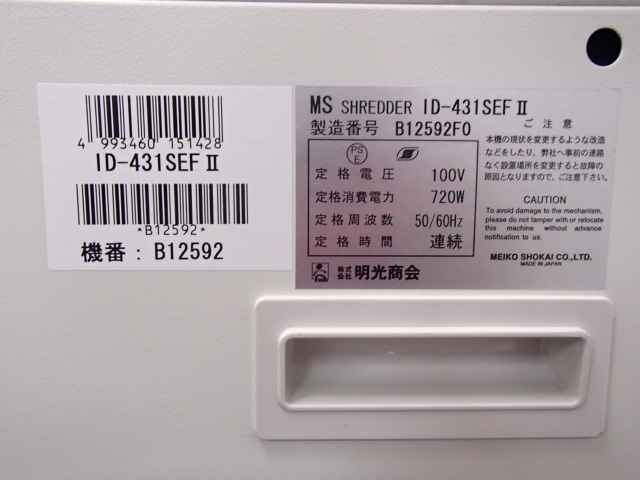 4 993460 151428
ID-431SEFⅡ
*B12592*
機番：B12592
MS SHREDDER ID-431SEFⅡ
製造番号 B12592F0
PS
E
定格電圧 100V
定格消費電力 720W
定格周波数 50/60Hz
定格時間 連続
株式会社 明光商会
ご注意
本機の現状を変更するような改造
などをしたり、弊社へ事前の連絡
なく設置場所を変更すると故障の
原因となりますので、ご注意下さい。
CAUTION
To avoid damage to the mechanism,
please do not tamper with or relocate
this machine without advance
notification to us.
MEIKO SHOKAI CO.,LTD.
MADE IN JAPAN